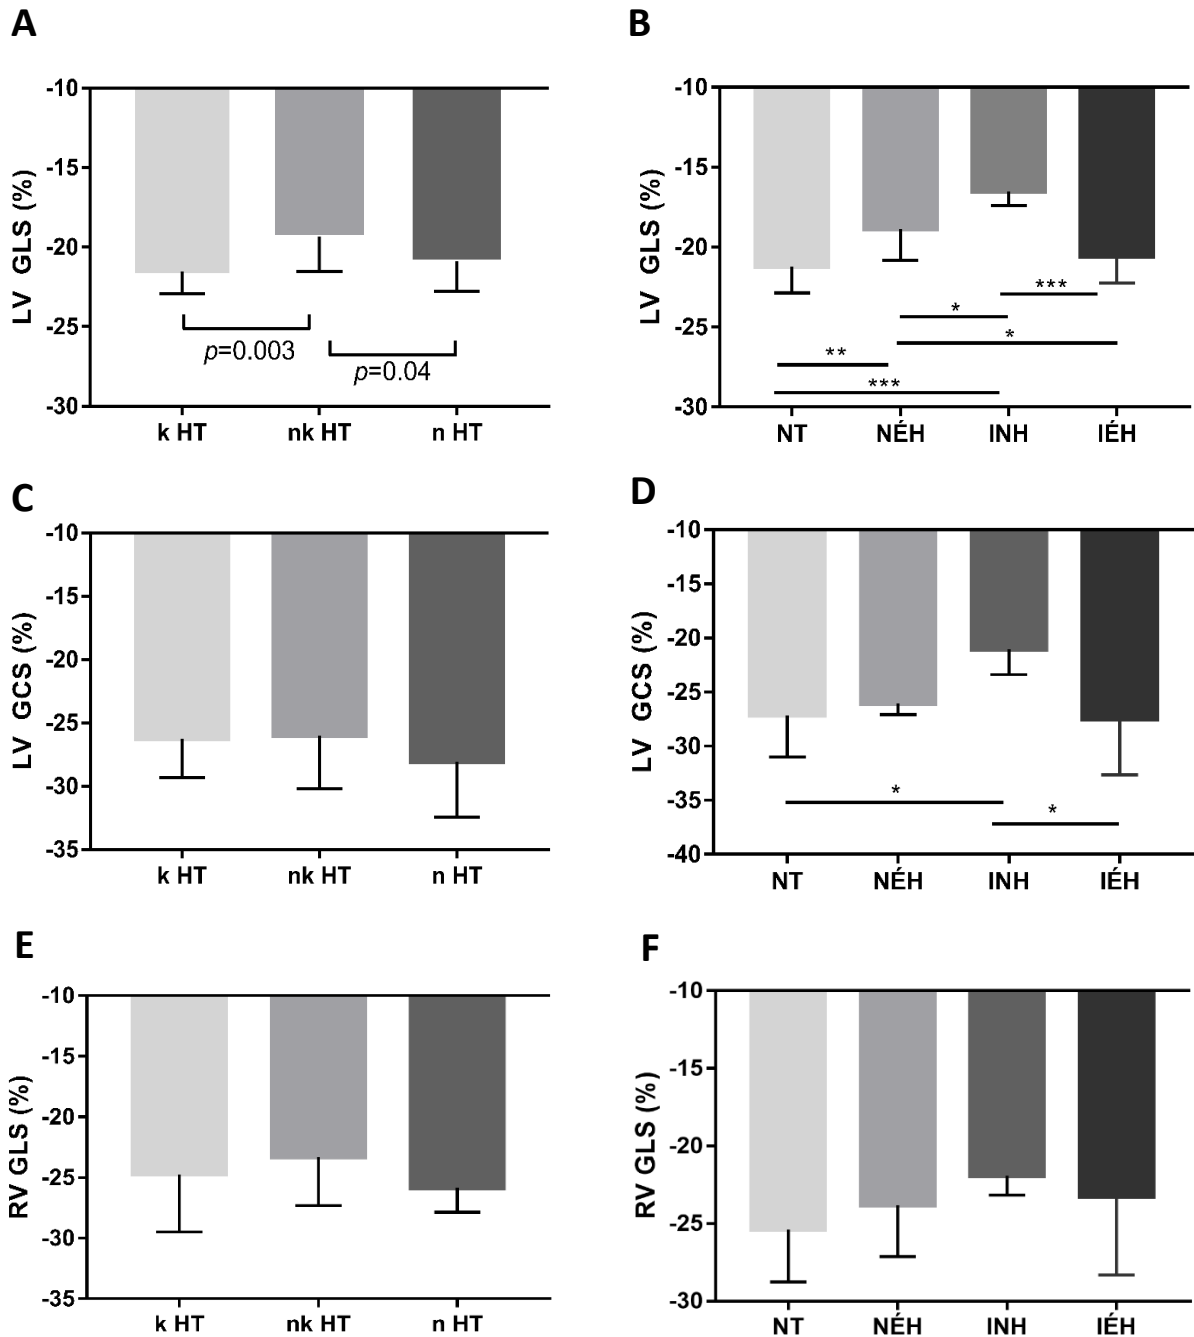 A
-10
-15
-20
-25
-30
LV GLS (%)
p=0.003
p=0.04
k HT nk HT n HT
B
-10
-15
-20
-25
-30
LV GLS (%)
***
*
*
**
***
NT NÉH INH IÉH
C
-10
-15
-20
-25
-30
-35
LV GCS (%)
k HT nk HT n HT
D
-10
-15
-20
-25
-30
-35
-40
LV GCS (%)
*
*
NT NÉH INH IÉH
E
-10
-15
-20
-25
-30
-35
RV GLS (%)
k HT nk HT n HT
F
-10
-15
-20
-25
-30
RV GLS (%)
NT NÉH INH IÉH